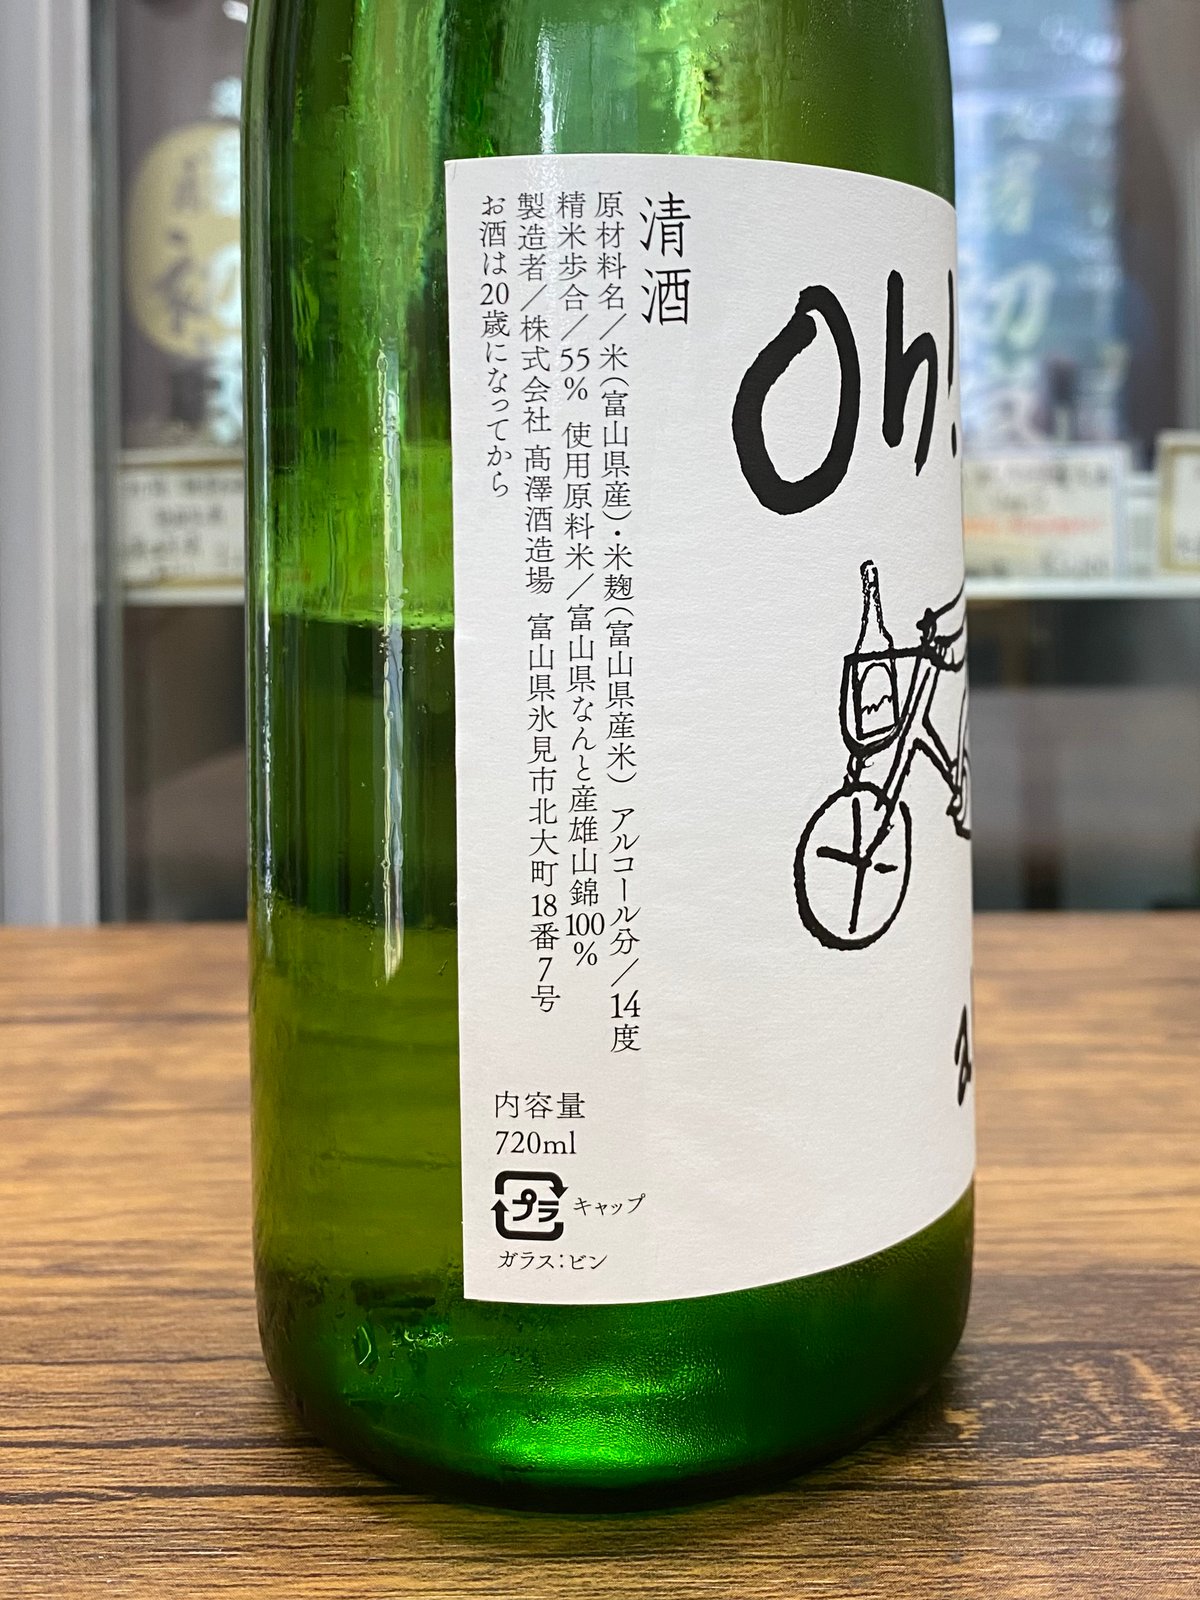 清酒
原材料名／米(富山県産)・米麹(富山県産米) アルコール分／14度
精米歩合／55% 使用原料米／富山県なんと産雄山錦100%
製造者／株式会社 髙澤酒造場 富山県氷見市北大町18番7号
お酒は20歳になってから
内容量
720ml
プラ キャップ
ガラス:ビン
Oh!